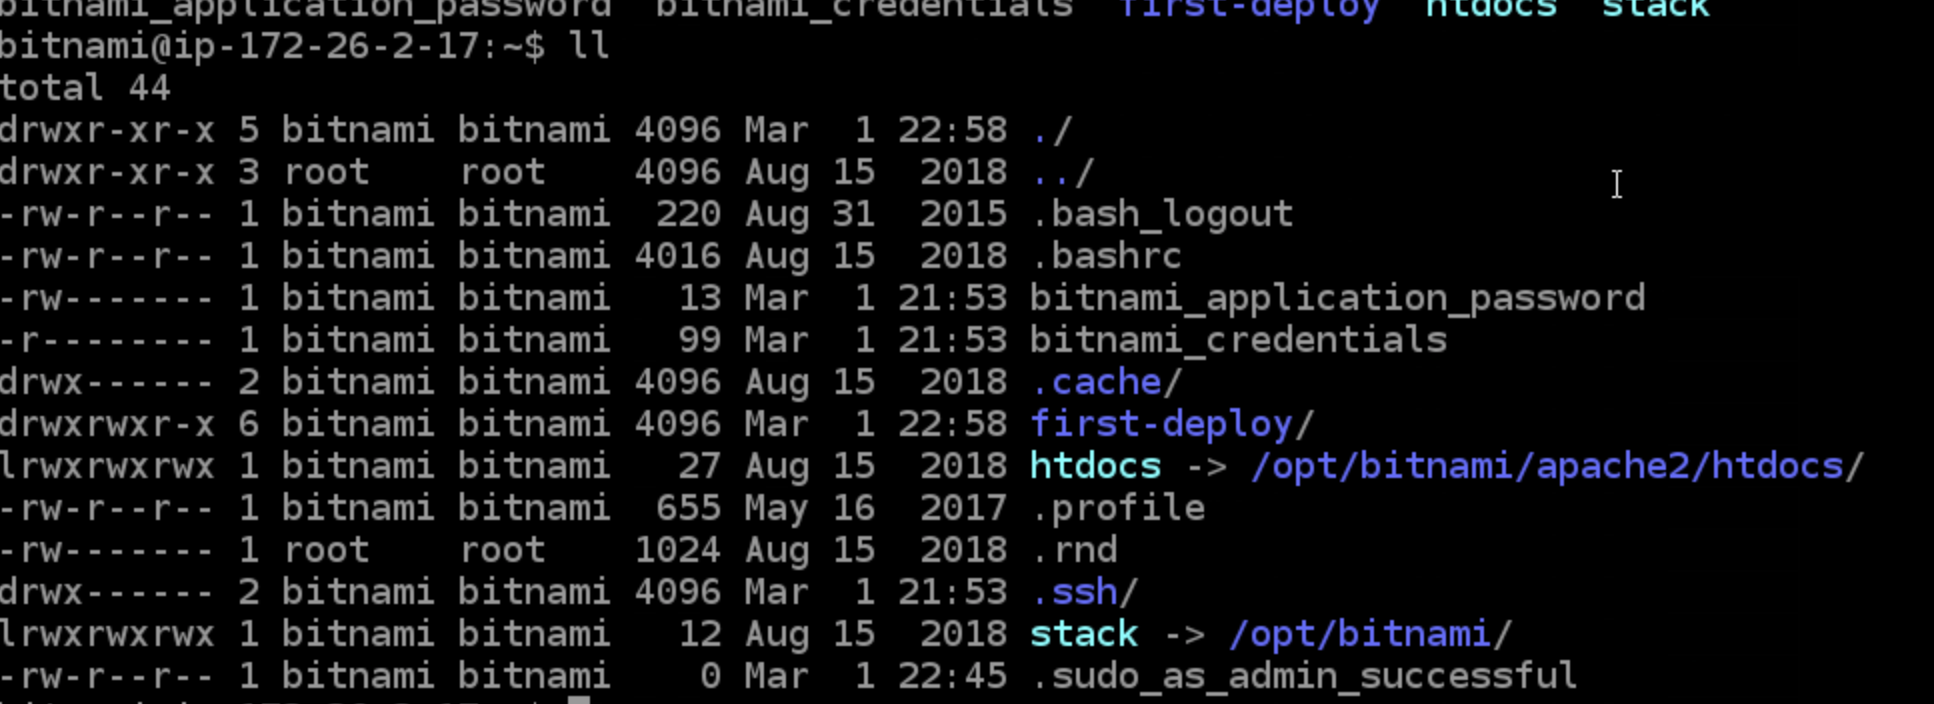 bitnami_application_password  bitnami_credentials  first-deploy  htdocs  stack
bitnami@ip-172-26-2-17:~$ ll
total 44
drwxr-xr-x 5 bitnami bitnami 4096 Mar  1 22:58 ./
drwxr-xr-x 3 root    root    4096 Aug 15  2018 ../
-rw-r--r-- 1 bitnami bitnami  220 Aug 31  2015 .bash_logout
-rw-r--r-- 1 bitnami bitnami 4016 Aug 15  2018 .bashrc
-rw------- 1 bitnami bitnami   13 Mar  1 21:53 bitnami_application_password
-r-------- 1 bitnami bitnami   99 Mar  1 21:53 bitnami_credentials
drwx------ 2 bitnami bitnami 4096 Aug 15  2018 .cache/
drwxrwxr-x 6 bitnami bitnami 4096 Mar  1 22:58 first-deploy/
lrwxrwxrwx 1 bitnami bitnami   27 Aug 15  2018 htdocs -> /opt/bitnami/apache2/htdocs/
-rw-r--r-- 1 bitnami bitnami  655 May 16  2017 .profile
-rw------- 1 root    root    1024 Aug 15  2018 .rnd
drwx------ 2 bitnami bitnami 4096 Mar  1 21:53 .ssh/
lrwxrwxrwx 1 bitnami bitnami   12 Aug 15  2018 stack -> /opt/bitnami/
-rw-r--r-- 1 bitnami bitnami    0 Mar  1 22:45 .sudo_as_admin_successful